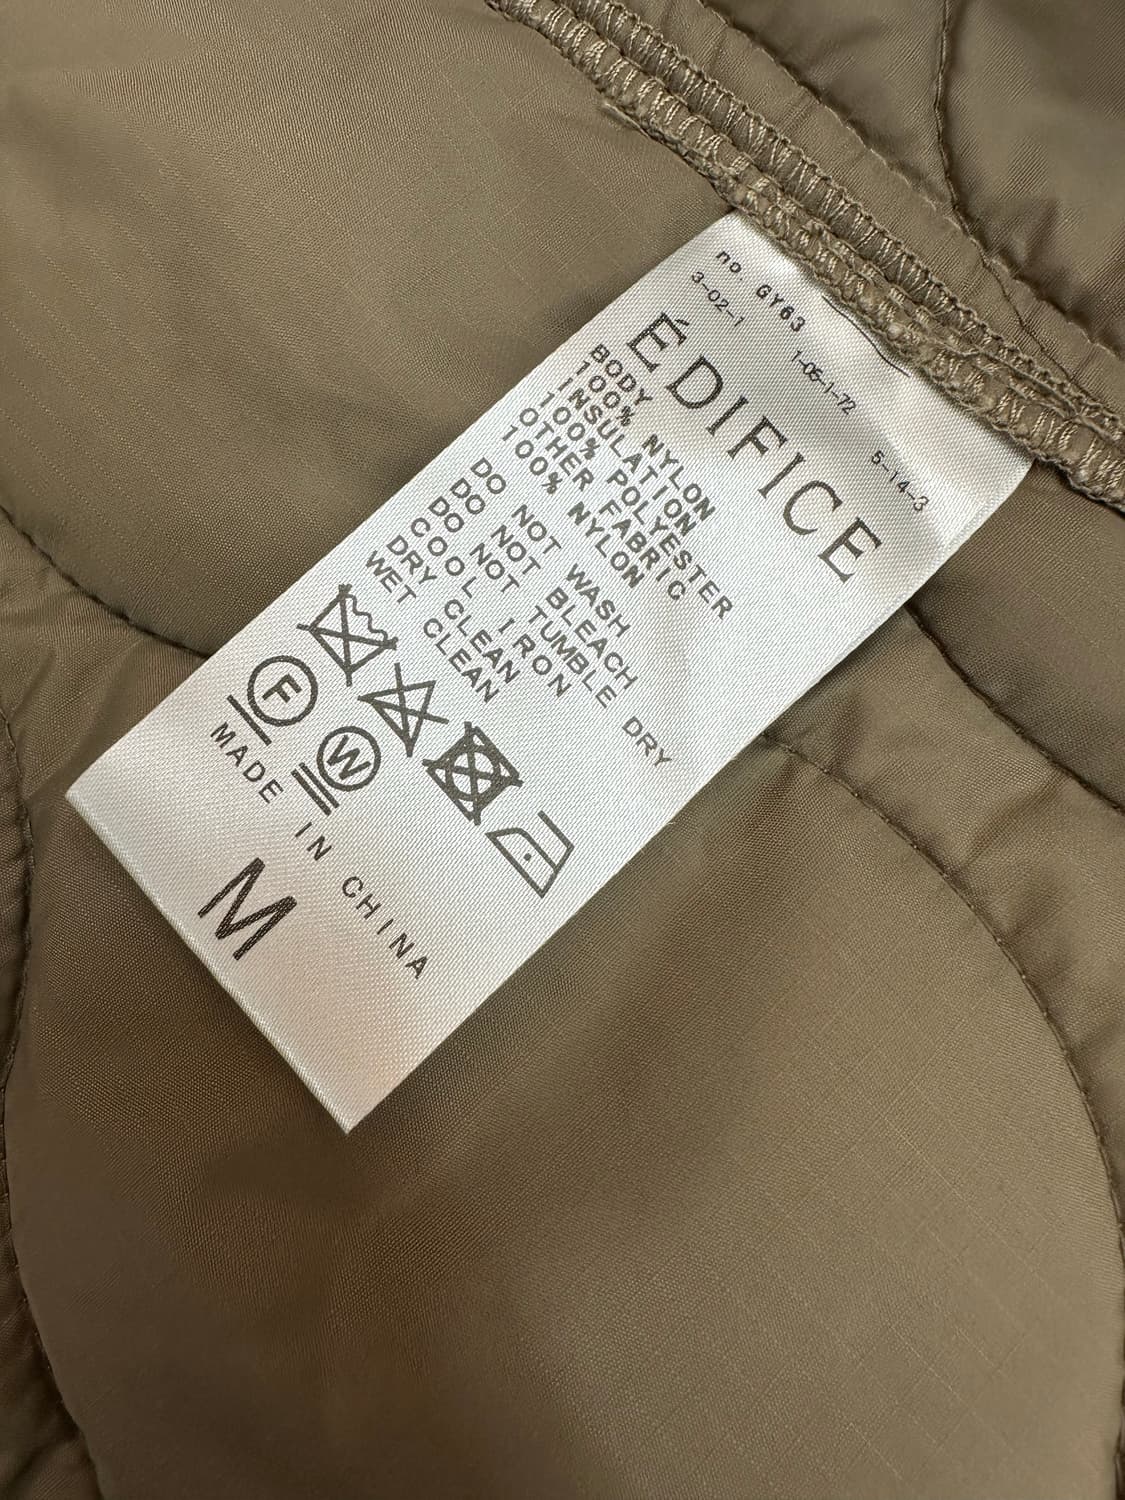 no. GY63 1-05-1-72 5-14-3
3-02-1
ÉDIFICE
BODY
100% NYLON
INSULATION
100% POLYESTER
OTHER FABRIC
100% NYLON
DO NOT WASH
DO NOT BLEACH
DO NOT TUMBLE DRY
COOL IRON
DRY CLEAN
WET CLEAN
F
W
MADE IN CHINA
M